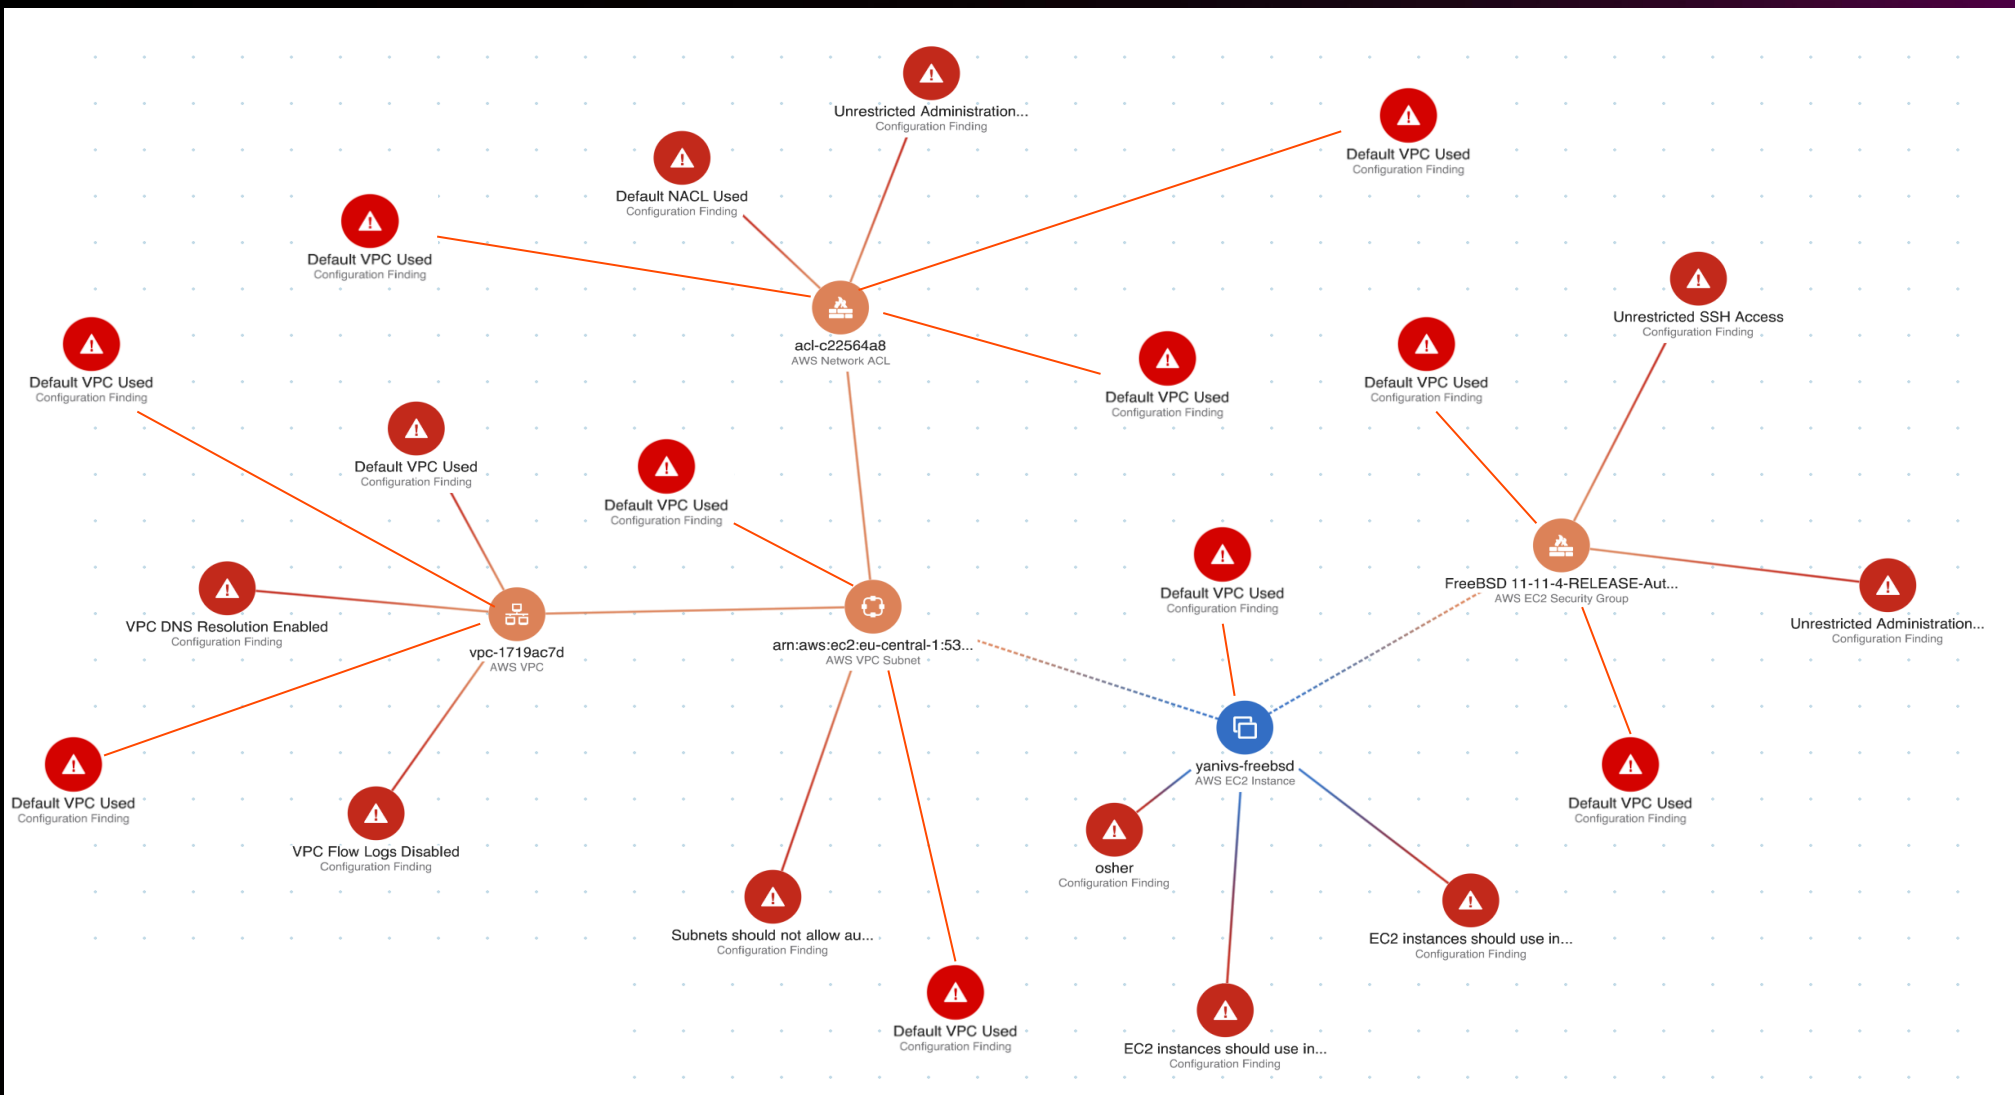 Unrestricted Administration...
Configuration Finding
Default VPC Used
Configuration Finding
Default NACL Used
Configuration Finding
Default VPC Used
Configuration Finding
Unrestricted SSH Access
Configuration Finding
acl-c22564a8
AWS Network ACL
Default VPC Used
Configuration Finding
Default VPC Used
Configuration Finding
Default VPC Used
Configuration Finding
Default VPC Used
Configuration Finding
Default VPC Used
Configuration Finding
FreeBSD 11-11-4-RELEASE-Aut...
AWS EC2 Security Group
Default VPC Used
Configuration Finding
VPC DNS Resolution Enabled
Configuration Finding
Unrestricted Administration...
Configuration Finding
vpc-1719ac7d
AWS VPC
arn:aws:ec2:eu-central-1:53...
AWS VPC Subnet
yanivs-freebsd
AWS EC2 Instance
Default VPC Used
Configuration Finding
Default VPC Used
Configuration Finding
VPC Flow Logs Disabled
Configuration Finding
osher
Configuration Finding
Subnets should not allow au...
Configuration Finding
EC2 instances should use in...
Configuration Finding
Default VPC Used
Configuration Finding
EC2 instances should use in...
Configuration Finding